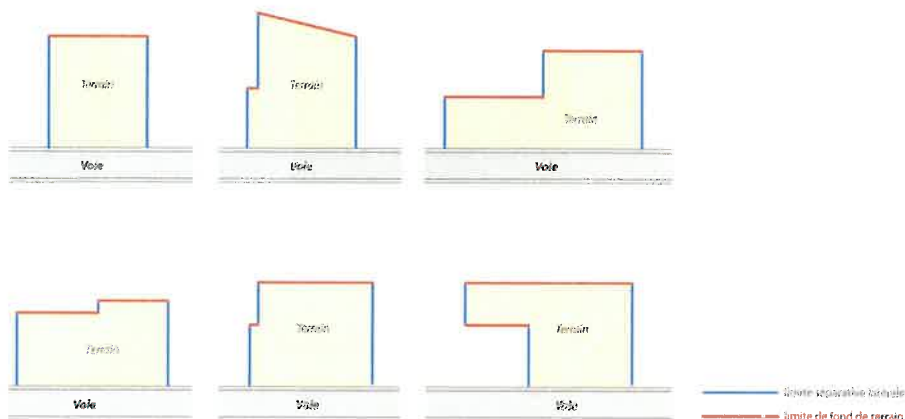 Terrain
Terrain
Terrain
Voie
Voie
Voie
Terrain
Terrain
Terrain
Voie
Voie
Voie
limite séparative latérale
limite de fond de terrain